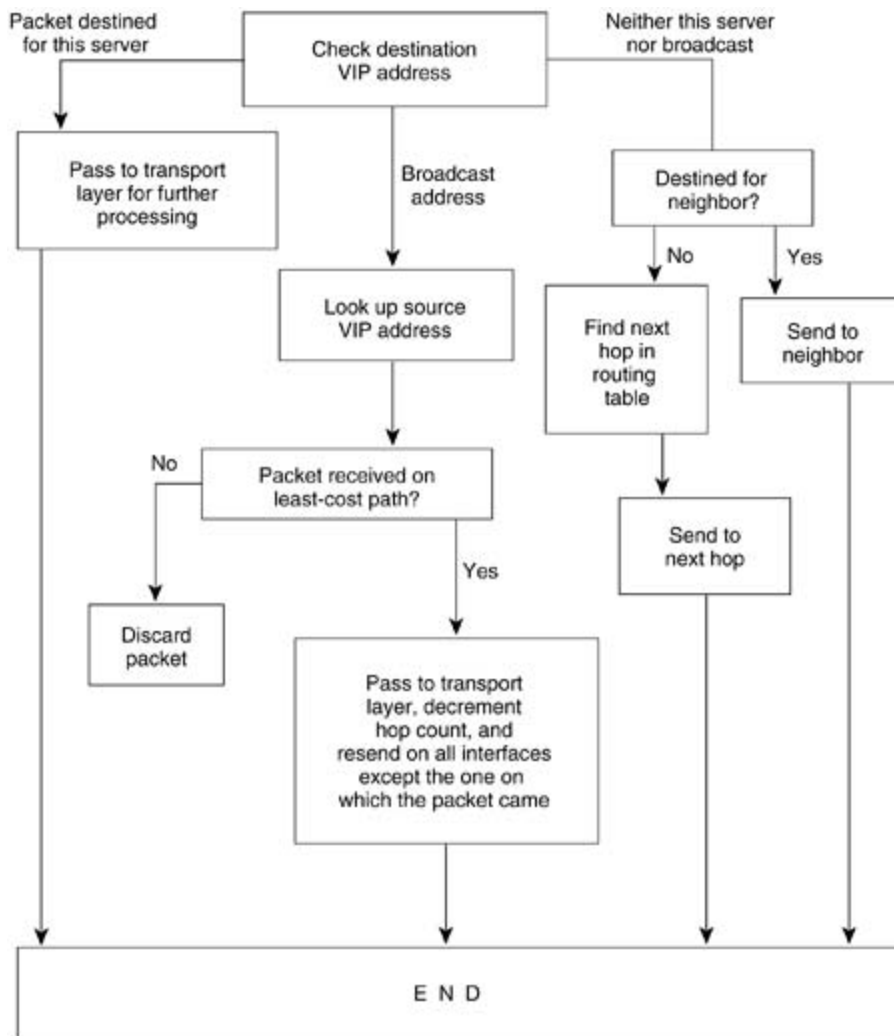 Packet destined
for this server
Neither this server
nor broadcast
Check destination
VIP address
Pass to transport
layer for further
processing
Broadcast
address
Destined for
neighbor?
No
Yes
Look up source
VIP address
Find next
hop in
routing
table
Send to
neighbor
No
Packet received on
least-cost path?
Send to
next hop
Yes
Discard
packet
Pass to transport
layer, decrement
hop count, and
resend on all interfaces
except the one on
which the packet came
E N D